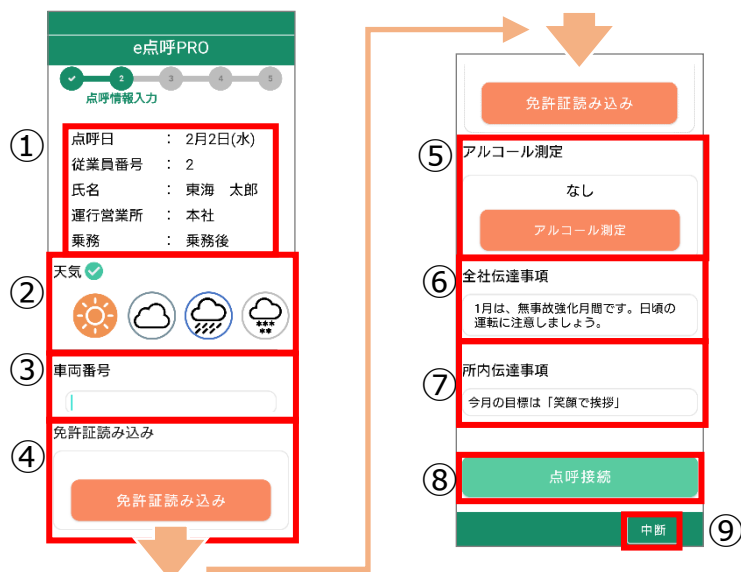 e点呼PRO
2 3 4 5
点呼情報入力
①
点呼日 : 2月2日(水)
従業員番号 : 2
氏名 : 東海 太郎
運行営業所 : 本社
乗務 : 乗務後
②
天気
③
車両番号
④
免許証読み込み
免許証読み込み
免許証読み込み
⑤
アルコール測定
なし
アルコール測定
⑥
全社伝達事項
1月は、無事故強化月間です。日頃の
運転に注意しましょう。
⑦
所内伝達事項
今月の目標は「笑顔で挨拶」
⑧
点呼接続
中断
⑨